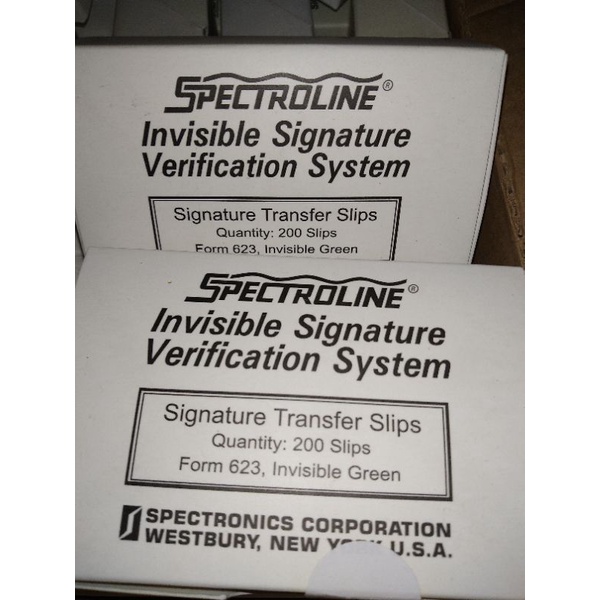 SPECTROLINE®
Invisible Signature
Verification System
Signature Transfer Slips
Quantity: 200 Slips
Form 623, Invisible Green
SPECTROLINE®
Invisible Signature
Verification System
Signature Transfer Slips
Quantity: 200 Slips
Form 623, Invisible Green
SPECTRONICS CORPORATION
WESTBURY, NEW YORK U.S.A.